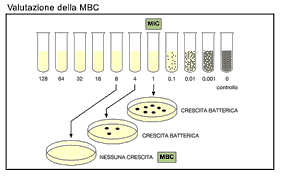 Valutazione della MBC
MIC
128 64 32 16 8 4 1 0.1 0.01 0.001 0
controllo
CRESCITA BATTERICA
CRESCITA BATTERICA
NESSUNA CRESCITA MBC